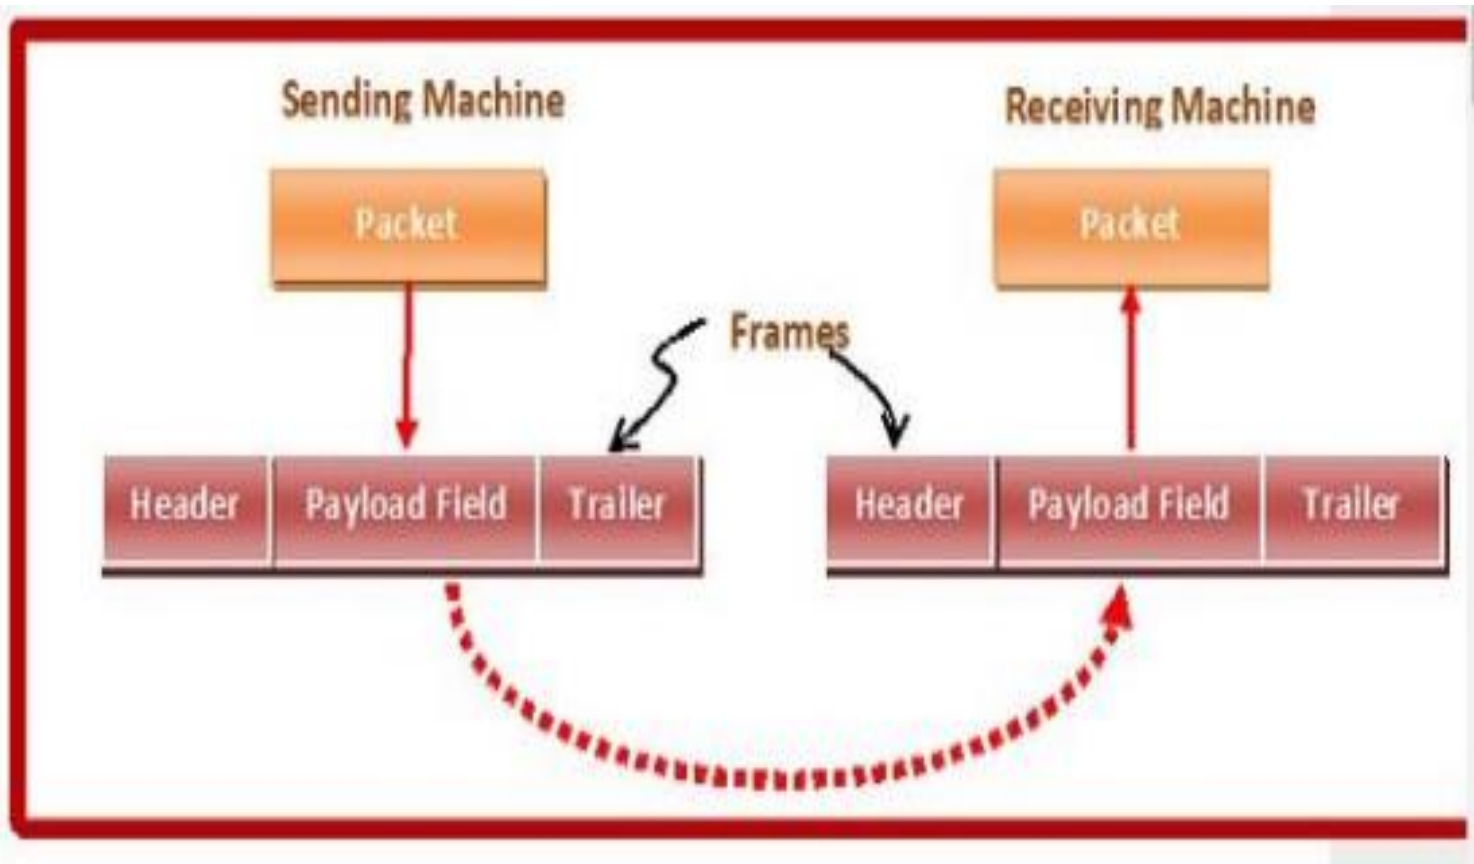 Sending Machine
Receiving Machine
Packet
Packet
Frames
Header
Payload Field
Trailer
Header
Payload Field
Trailer